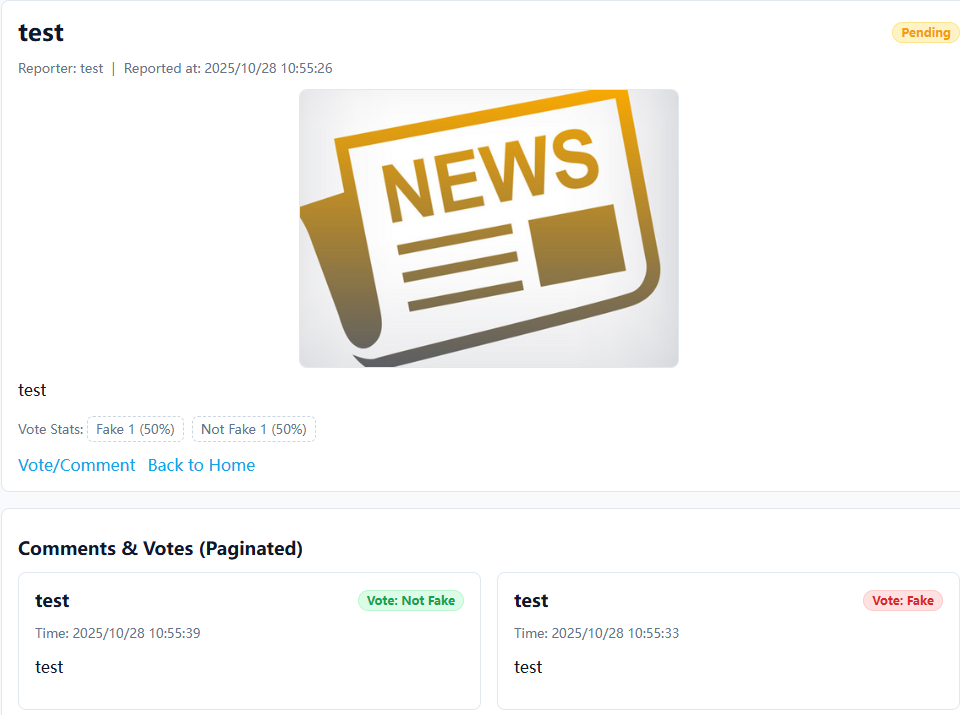 test
Pending
Reporter: test | Reported at: 2025/10/28 10:55:26
NEWS
test
Vote Stats: Fake 1 (50%) Not Fake 1 (50%)
Vote/Comment Back to Home
Comments & Votes (Paginated)
test Vote: Not Fake
Time: 2025/10/28 10:55:39
test
test Vote: Fake
Time: 2025/10/28 10:55:33
test